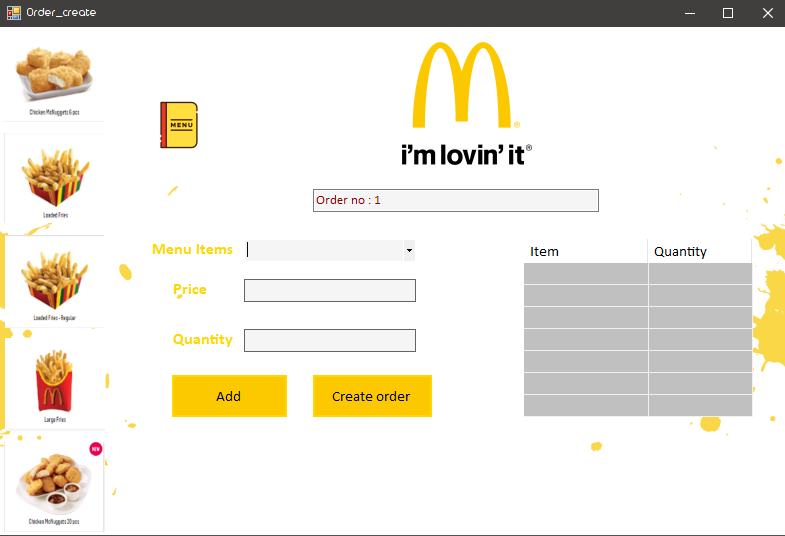 Order_create
Chicken McNuggets 6 pcs
Loaded Fries
Loaded Fries - Regular
Large Fries
NEW
Chicken McNuggets 20 pcs
MENU
®
i'm lovin' it®
Order no : 1
Menu Items
Price
Quantity
Add
Create order
Item
Quantity